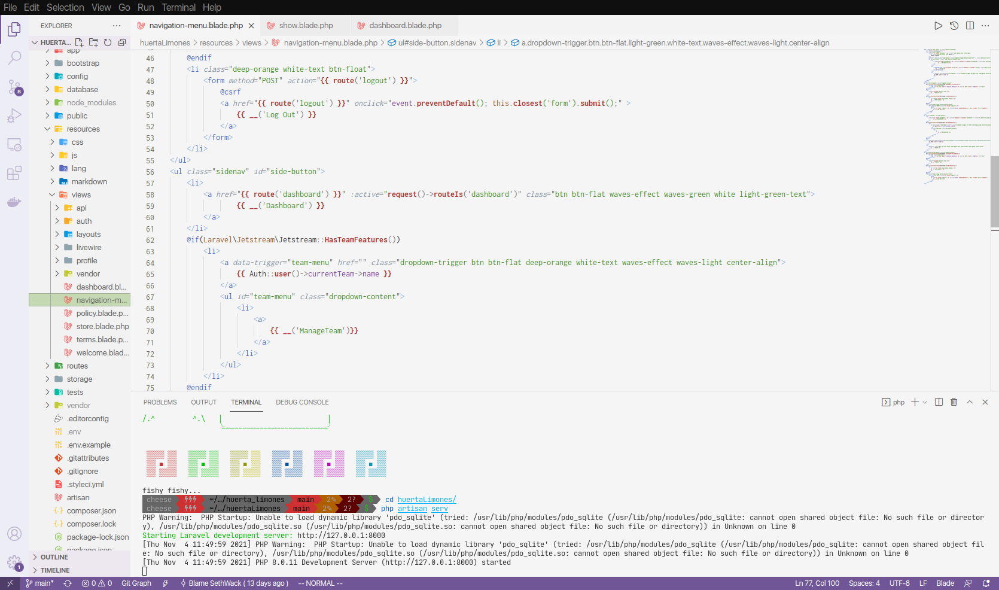 File Edit Selection View Go Run Terminal Help
EXPLORER
navigation-menu.blade.php
show.blade.php
dashboard.blade.php
HUERTA...
huertaLimones > resources > views > navigation-menu.blade.php > ul#side-button.sidenav > li > a.dropdown-trigger.btn.btn-flat.light-green.white-text.waves-effect.waves-light.center-align
app
bootstrap
config
database
node_modules
public
resources
css
js
lang
markdown
views
api
auth
layouts
livewire
profile
vendor
dashboard.bl...
navigation-m...
policy.blade.p...
store.blade.php
terms.blade.p...
welcome.blad...
routes
storage
tests
vendor
.editorconfig
.env
.env.example
.gitattributes
.gitignore
.styleci.yml
artisan
composer.json
composer.lock
package-lock.json
package.json
OUTLINE
TIMELINE
8
1
46 @endif
47 <li class="deep-orange white-text btn-float">
48 <form method="POST" action="{{ route('logout') }}">
49 @csrf
50 <a href="{{ route('logout') }}" onclick="event.preventDefault(); this.closest('form').submit();" >
51 {{ __('Log Out') }}
52 </a>
53 </form>
54 </li>
55 </ul>
56 <ul class="sidenav" id="side-button">
57 <li>
58 <a href="{{ route('dashboard') }}" :active="request()->routeIs('dashboard')" class="btn btn-flat waves-effect waves-green white light-green-text">
59 {{ __('Dashboard') }}
60 </a>
61 </li>
62 @if(Laravel\Jetstream\Jetstream::HasTeamFeatures())
63 <li>
64 <a data-trigger="team-menu" href="" class="dropdown-trigger btn btn-flat deep-orange white-text waves-effect waves-light center-align">
65 {{ Auth::user()->currentTeam->name }}
66 </a>
67 <ul id="team-menu" class="dropdown-content">
68 <li>
69 <a>
70 {{ __('ManageTeam')}}
71 </a>
72 </li>
73 </ul>
74 </li>
75 @endif
PROBLEMS OUTPUT TERMINAL DEBUG CONSOLE
php
/.^ ^.\
fishy fishy...
cheese ~/…/huerta_limones main 2✎ 2? $ cd huertaLimones/
cheese ~/…/huertaLimones main 2✎ 2? $ php artisan serv
PHP Warning:  PHP Startup: Unable to load dynamic library 'pdo_sqlite' (tried: /usr/lib/php/modules/pdo_sqlite (/usr/lib/php/modules/pdo_sqlite: cannot open shared object file: No such file or director
y), /usr/lib/php/modules/pdo_sqlite.so (/usr/lib/php/modules/pdo_sqlite.so: cannot open shared object file: No such file or directory)) in Unknown on line 0
Starting Laravel development server: http://127.0.0.1:8000
[Thu Nov  4 11:49:59 2021] PHP Warning:  PHP Startup: Unable to load dynamic library 'pdo_sqlite' (tried: /usr/lib/php/modules/pdo_sqlite (/usr/lib/php/modules/pdo_sqlite: cannot open shared object fil
e: No such file or directory), /usr/lib/php/modules/pdo_sqlite.so (/usr/lib/php/modules/pdo_sqlite.so: cannot open shared object file: No such file or directory)) in Unknown on line 0
[Thu Nov  4 11:49:59 2021] PHP 8.0.11 Development Server (http://127.0.0.1:8000) started
main* 0 0 Git Graph Blame SethWack ( 13 days ago ) -- NORMAL -- Ln 77, Col 100 Spaces: 4 UTF-8 LF Blade